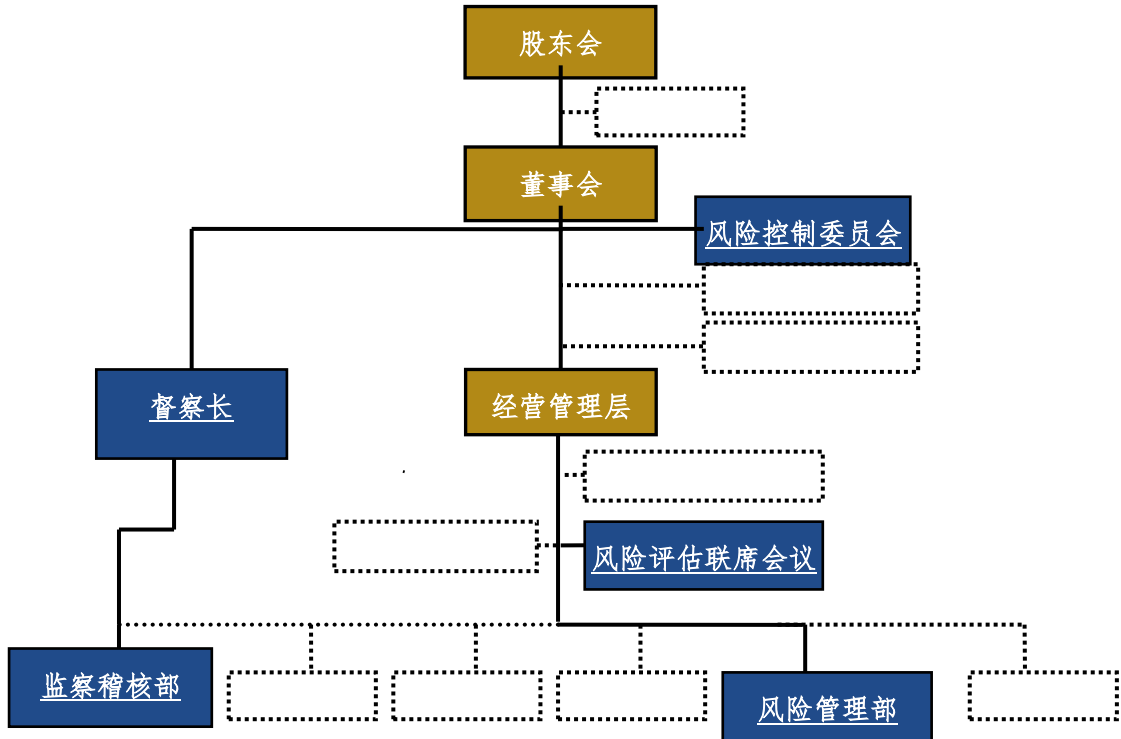 股东会
董事会
风险控制委员会
督察长
经营管理层
风险评估联席会议
监察稽核部
风险管理部